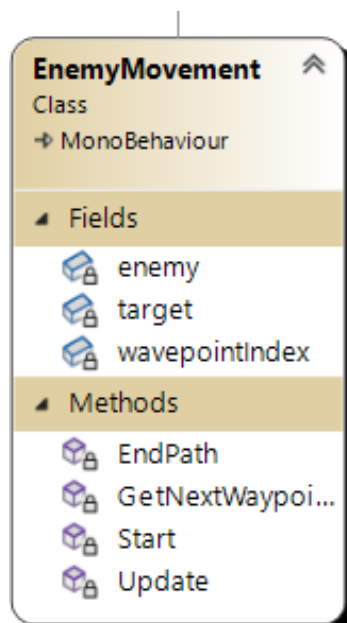 EnemyMovement
Class
MonoBehaviour
Fields
enemy
target
wavepointIndex
Methods
EndPath
GetNextWaypoi...
Start
Update